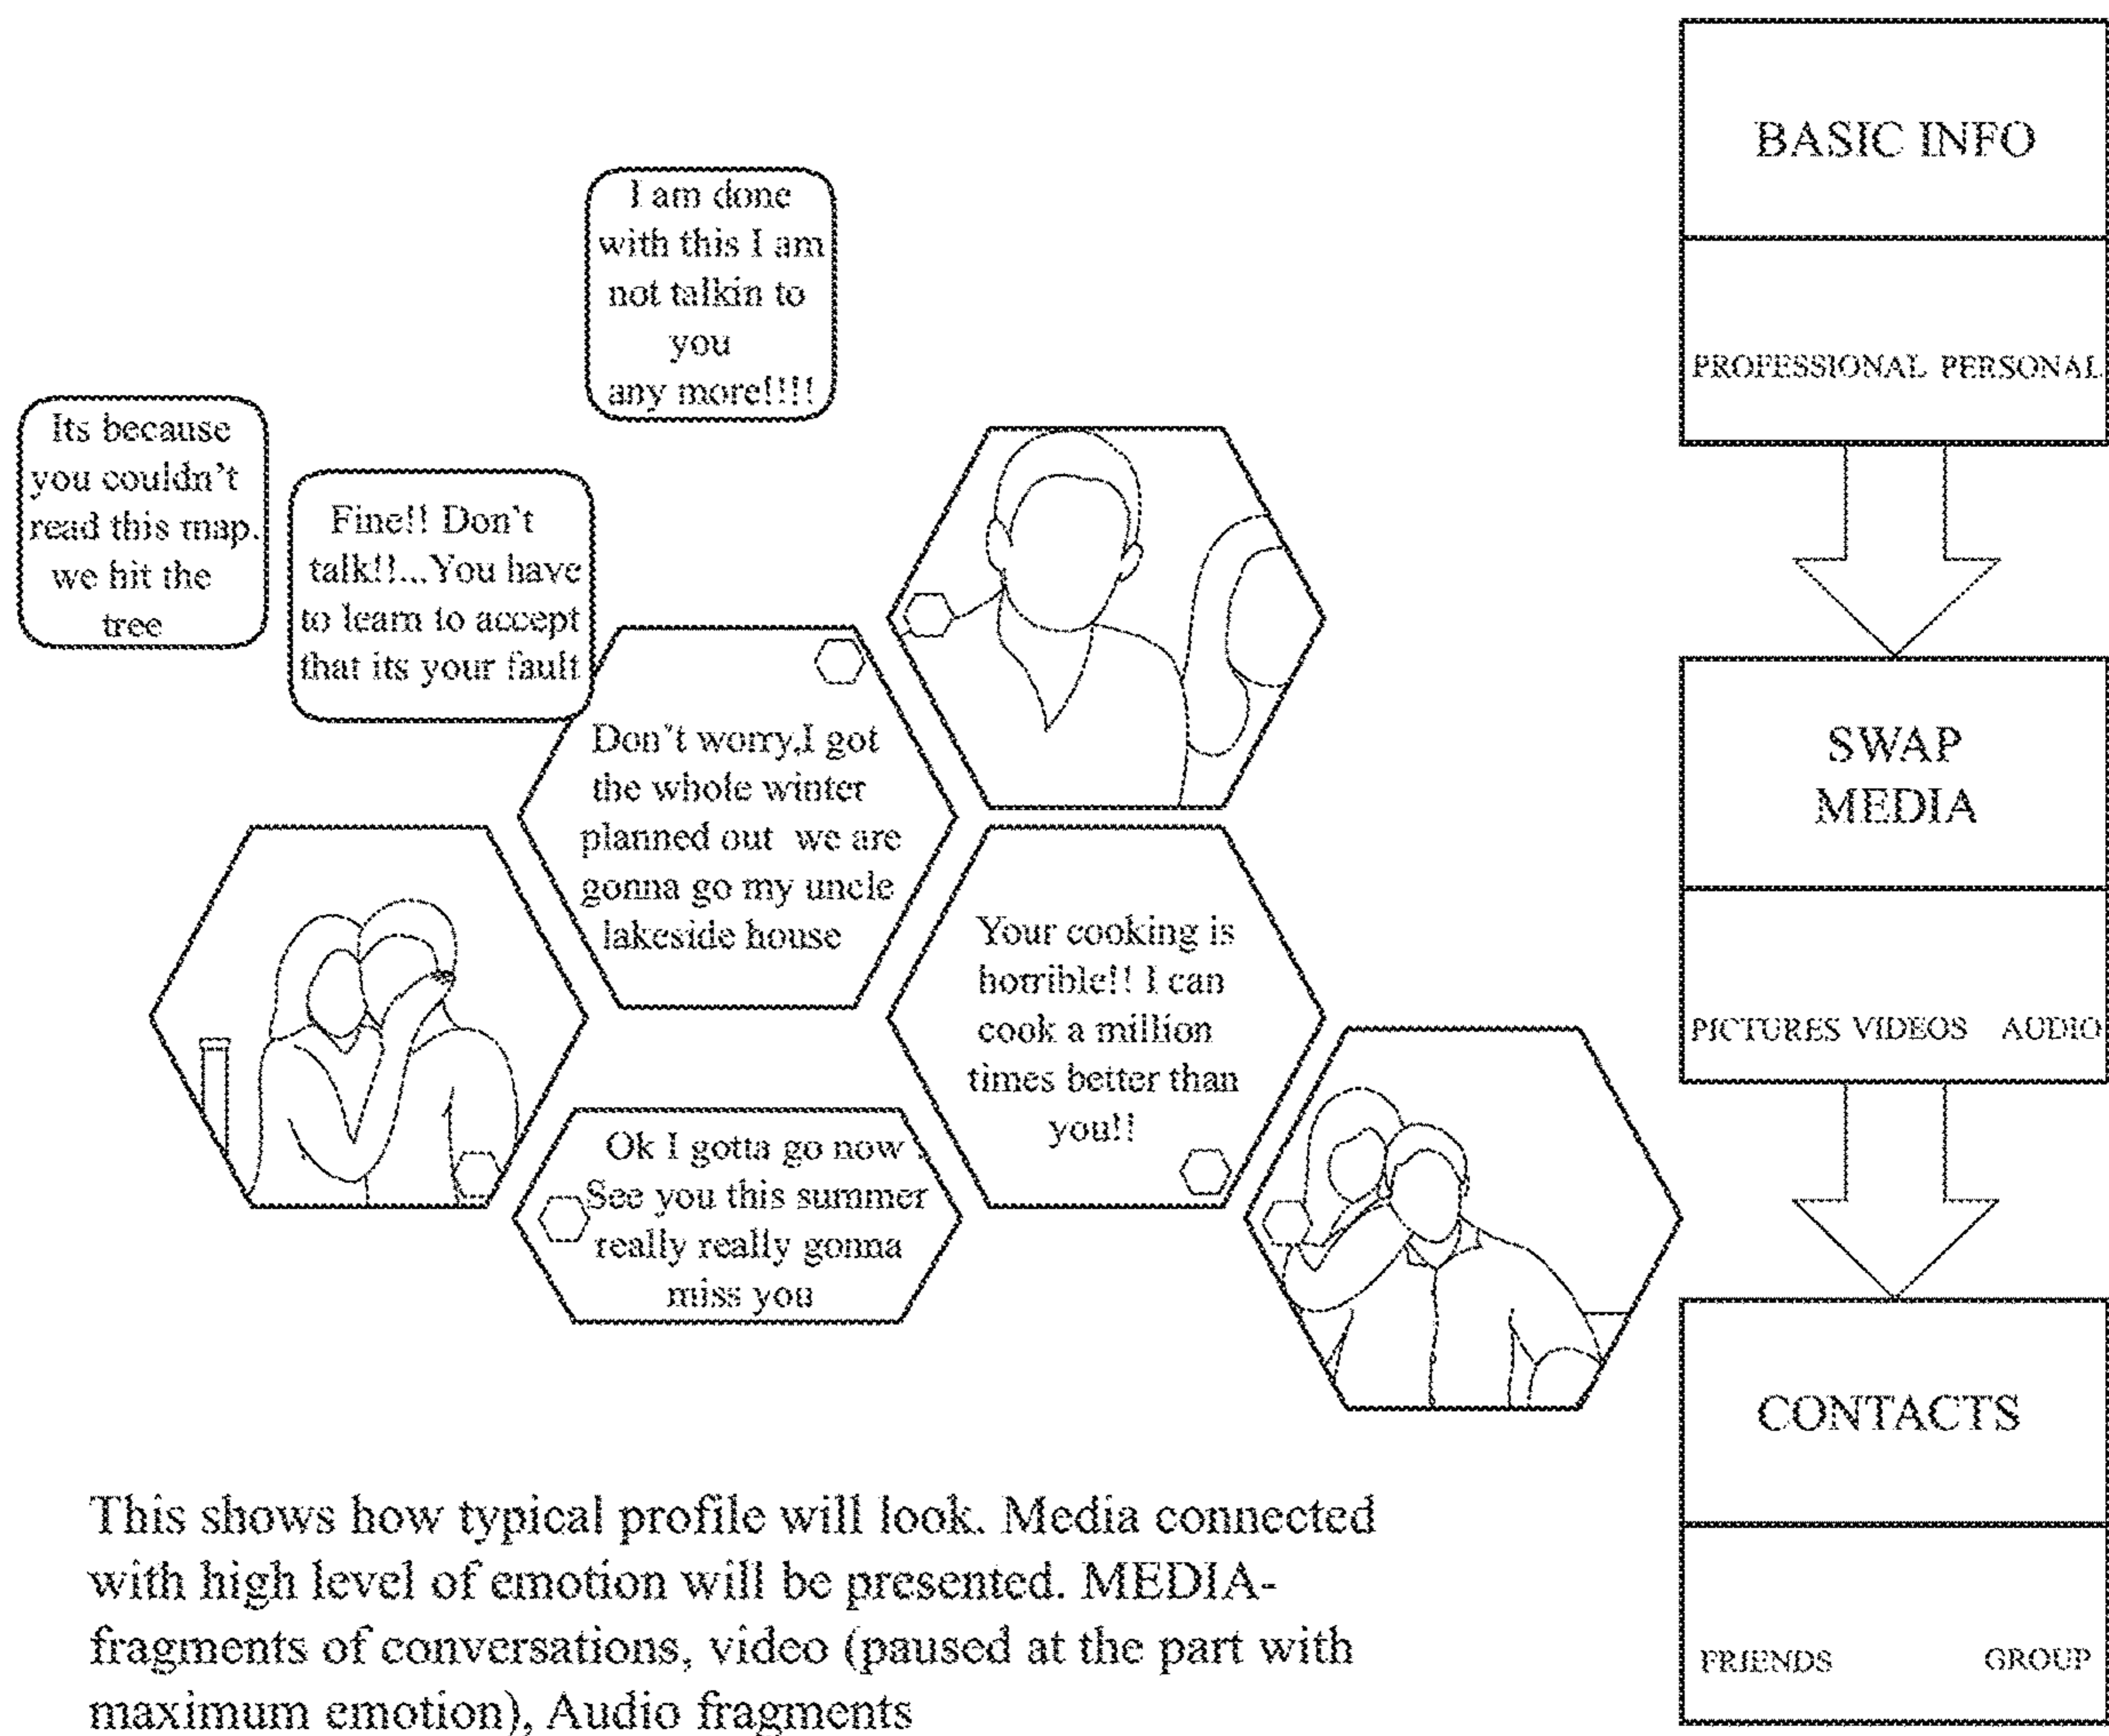 I am done
with this I am
not talkin to
you
any more!!!!
Its because
you couldn't
read this map.
we hit the
tree
Fine!! Don't
talk!!...You have
to learn to accept
that its your fault
Don't worry,I got
the whole winter
planned out we are
gonna go my uncle
lakeside house
Your cooking is
horrible!! I can
cook a million
times better than
you!!
Ok I gotta go now .
See you this summer
really really gonna
miss you
This shows how typical profile will look. Media connected
with high level of emotion will be presented. MEDIA-
fragments of conversations, video (paused at the part with
maximum emotion), Audio fragments
BASIC INFO
PROFESSIONAL PERSONAL
SWAP
MEDIA
PICTURES VIDEOS AUDIO
CONTACTS
FRIENDS GROUP